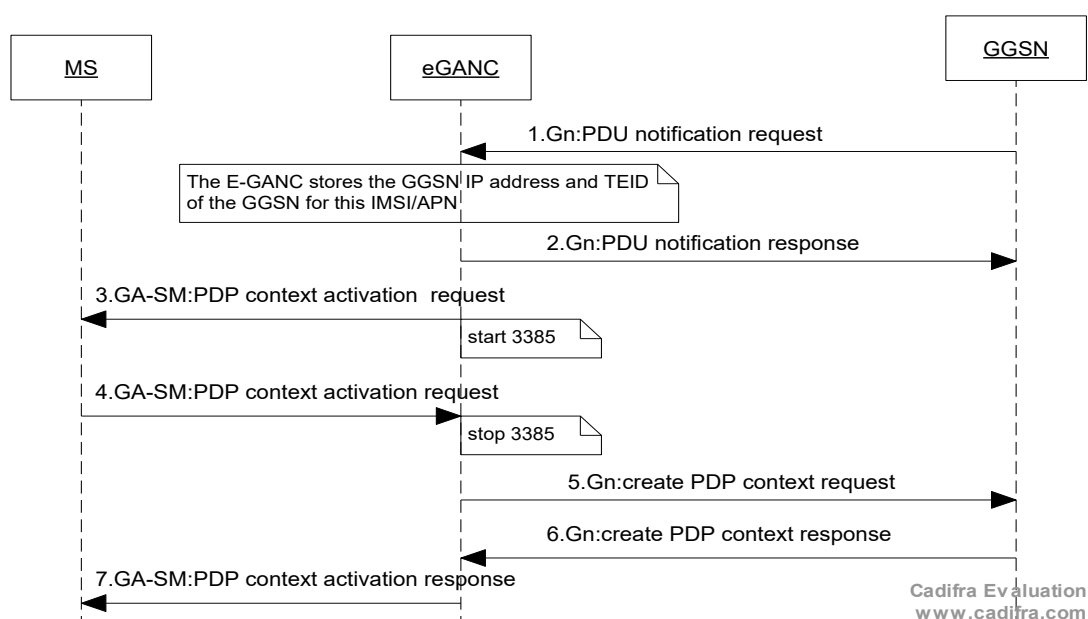 MS
eGANC
GGSN
1.Gn:PDU notification request
The E-GANC stores the GGSN IP address and TEID
of the GGSN for this IMSI/APN
2.Gn:PDU notification response
3.GA-SM:PDP context activation  request
start 3385
4.GA-SM:PDP context activation request
stop 3385
5.Gn:create PDP context request
6.Gn:create PDP context response
7.GA-SM:PDP context activation response
Cadifra Evaluation
www.cadifra.com